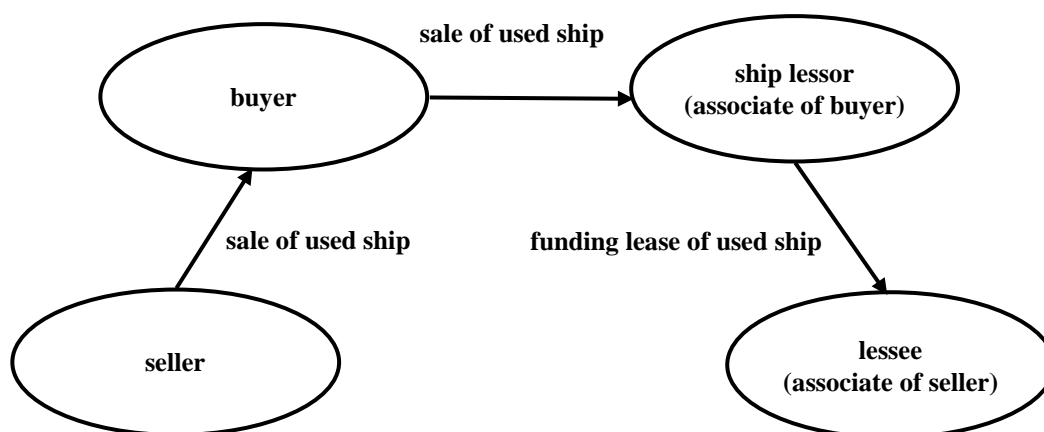 sale of used ship
buyer
ship lessor
(associate of buyer)
sale of used ship
funding lease of used ship
seller
lessee
(associate of seller)